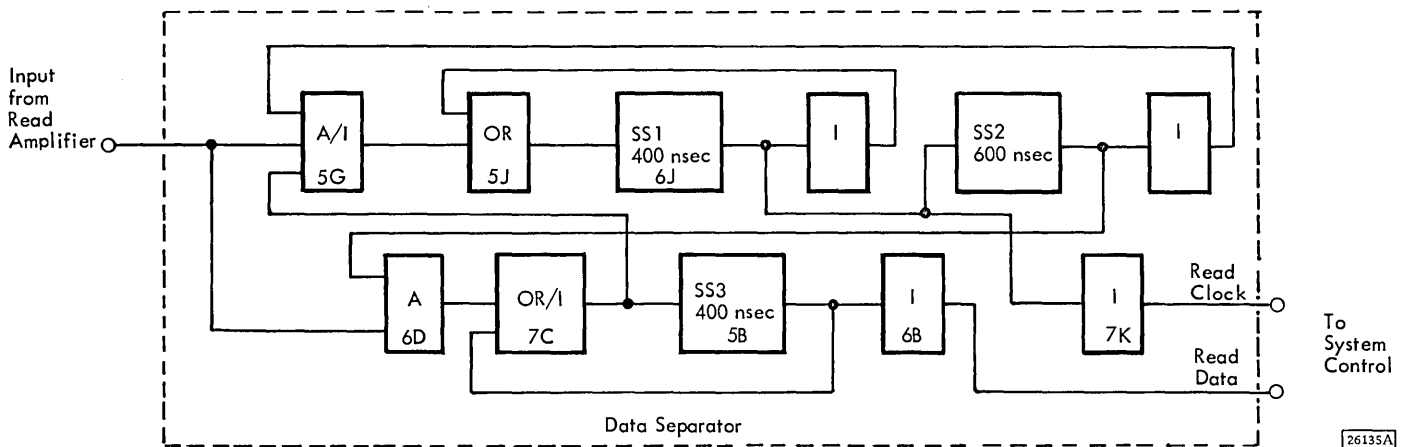 Input
from
Read
Amplifier
A/I
5G
OR
5J
SS1
400 nsec
6J
I
SS2
600 nsec
I
A
6D
OR/I
7C
SS3
400 nsec
5B
I
6B
I
7K
Read
Clock
Read
Data
To
System
Control
Data Separator
26135A